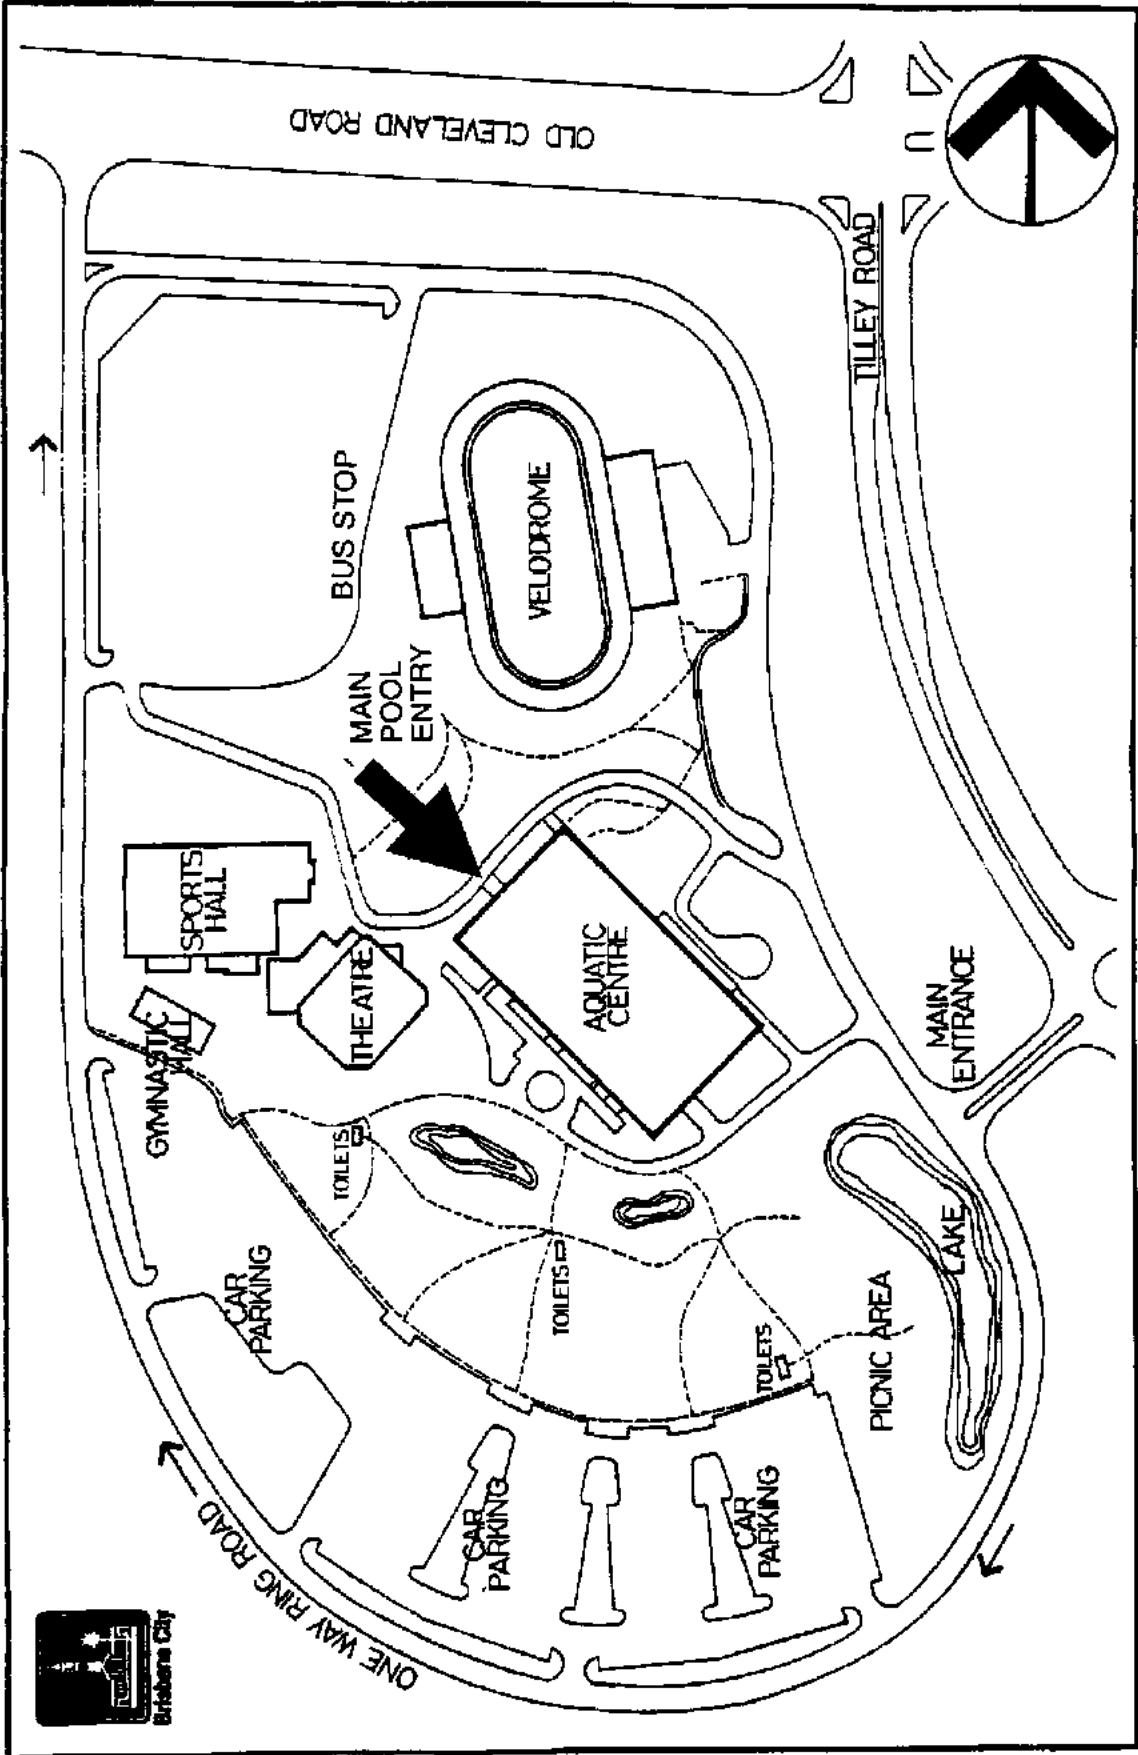 OLD CLEVELAND ROAD
TILLEY ROAD
BUS STOP
VELODROME
MAIN
POOL
ENTRY
SPORTS
HALL
THEATRE
GYMNASTIC
HALL
AQUATIC
CENTRE
MAIN
ENTRANCE
TOILETS
TOILETS
TOILETS
LAKE
PICNIC AREA
CAR
PARKING
CAR
PARKING
CAR
PARKING
ONE WAY RING ROAD
Brisbane City